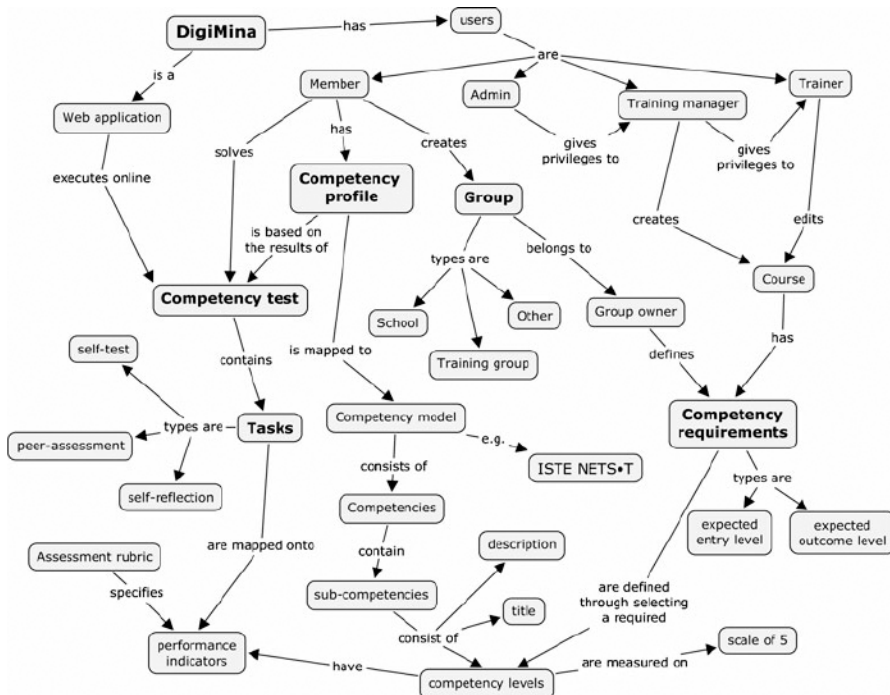 DigiMina
has
users
is a
are
Member
Admin
Training manager
Trainer
Web application
has
solves
creates
gives
privileges to
gives
privileges to
executes online
Competency
profile
Group
is based on
the results of
creates
edits
belongs to
types are
Competency test
Course
School
Other
Group owner
self-test
contains
is mapped to
Training group
defines
has
Competency model
Competency
requirements
peer-assessment
types are
Tasks
e.g.
ISTE NETS•T
consists of
types are
self-reflection
Competencies
expected
entry level
expected
outcome level
Assessment rubric
are mapped onto
contain
description
specifies
sub-competencies
title
are defined
through selecting
a required
consist of
scale of 5
performance
indicators
have
competency levels
are measured on